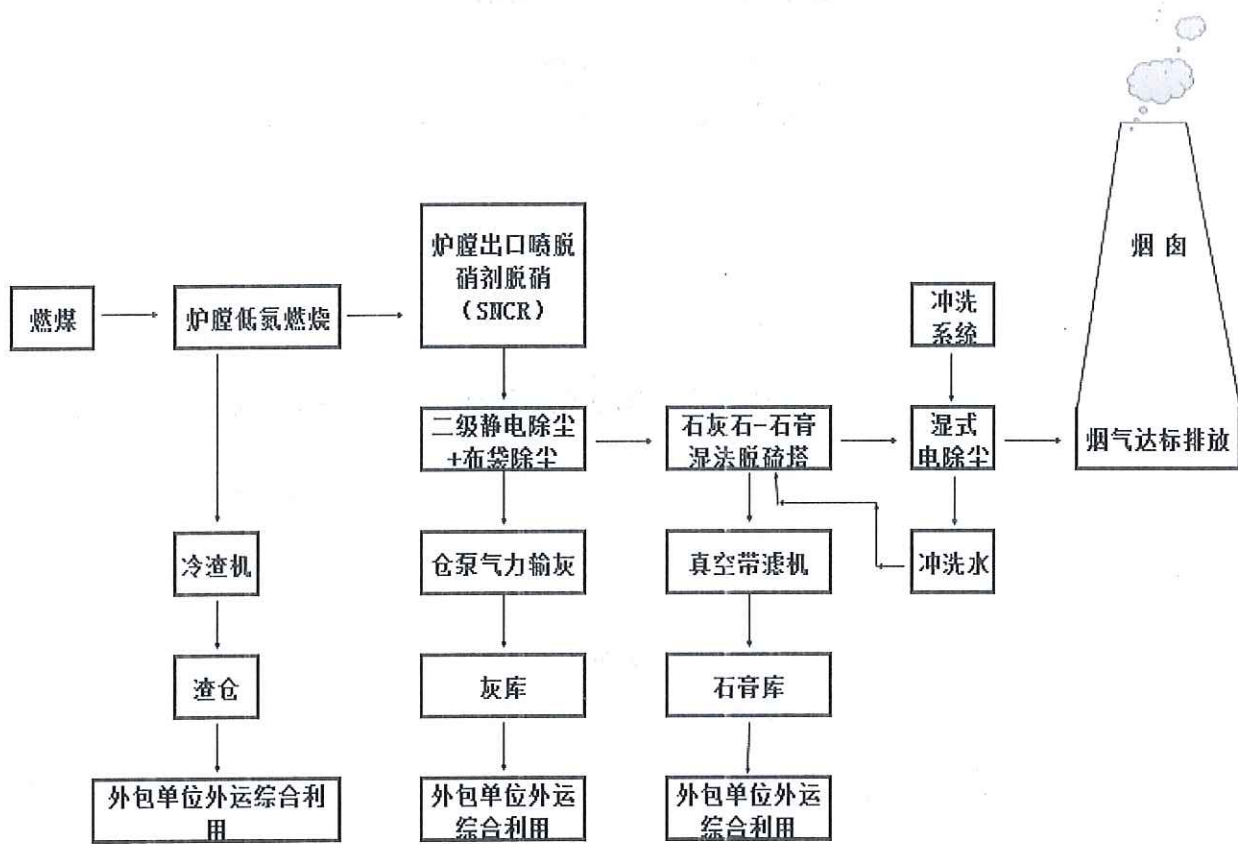 烟囱
炉膛出口喷脱
硝剂脱硝
(SNCR)
燃煤
炉膛低氮燃烧
冲洗
系统
二级静电除尘
+布袋除尘
石灰石-石膏
湿法脱硫塔
湿式
电除尘
烟气达标排放
冷渣机
仓泵气力输灰
真空带滤机
冲洗水
渣仓
灰库
石膏库
外包单位外运综合利
用
外包单位外运
综合利用
外包单位外运
综合利用